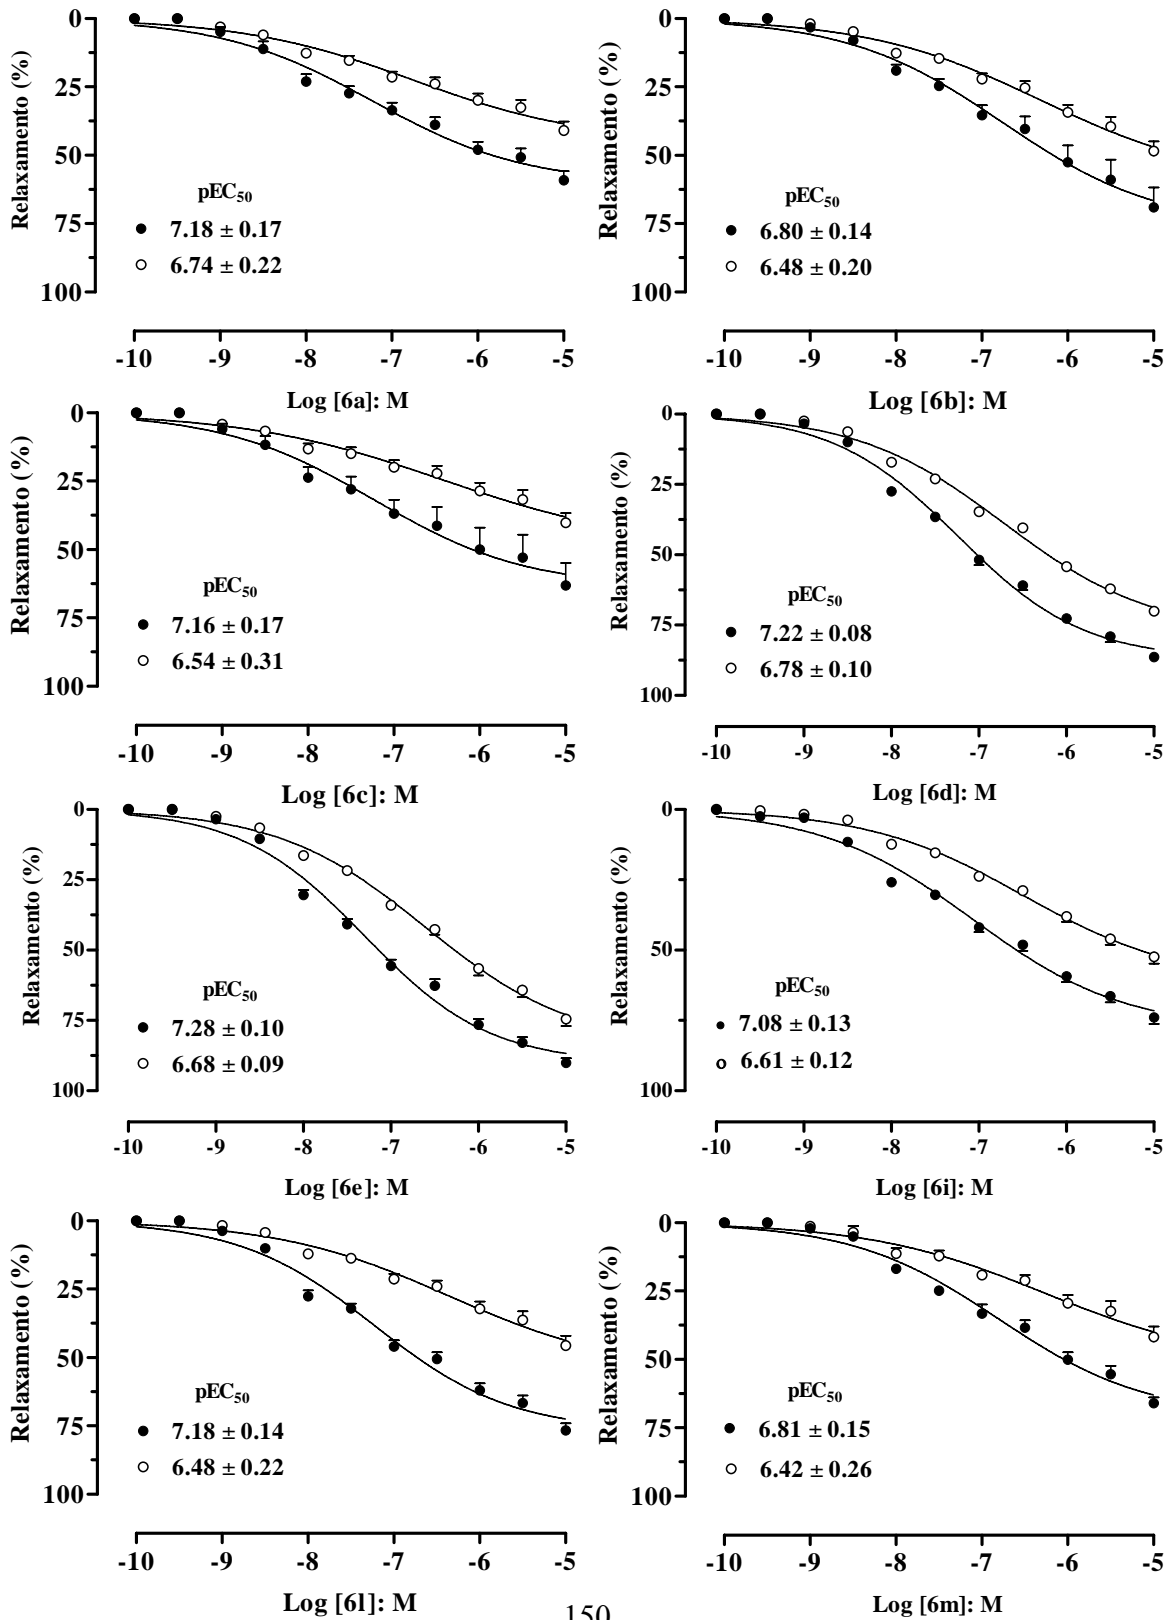 0
25
50
75
100
Relaxamento (%)
pEC50
● 7.18 ± 0.17
○ 6.74 ± 0.22
-10 -9 -8 -7 -6 -5
Log [6a]: M
0
25
50
75
100
Relaxamento (%)
pEC50
● 6.80 ± 0.14
○ 6.48 ± 0.20
-10 -9 -8 -7 -6 -5
Log [6b]: M
0
25
50
75
100
Relaxamento (%)
pEC50
● 7.16 ± 0.17
○ 6.54 ± 0.31
-10 -9 -8 -7 -6 -5
Log [6c]: M
0
25
50
75
100
Relaxamento (%)
pEC50
● 7.22 ± 0.08
○ 6.78 ± 0.10
-10 -9 -8 -7 -6 -5
Log [6d]: M
0
25
50
75
100
Relaxamento (%)
pEC50
● 7.28 ± 0.10
○ 6.68 ± 0.09
-10 -9 -8 -7 -6 -5
Log [6e]: M
0
25
50
75
100
Relaxamento (%)
pEC50
● 7.08 ± 0.13
○ 6.61 ± 0.12
-10 -9 -8 -7 -6 -5
Log [6i]: M
0
25
50
75
100
Relaxamento (%)
pEC50
● 7.18 ± 0.14
○ 6.48 ± 0.22
-10 -9 -8 -7 -6 -5
Log [6l]: M
0
25
50
75
100
Relaxamento (%)
pEC50
● 6.81 ± 0.15
○ 6.42 ± 0.26
-10 -9 -8 -7 -6 -5
Log [6m]: M
150